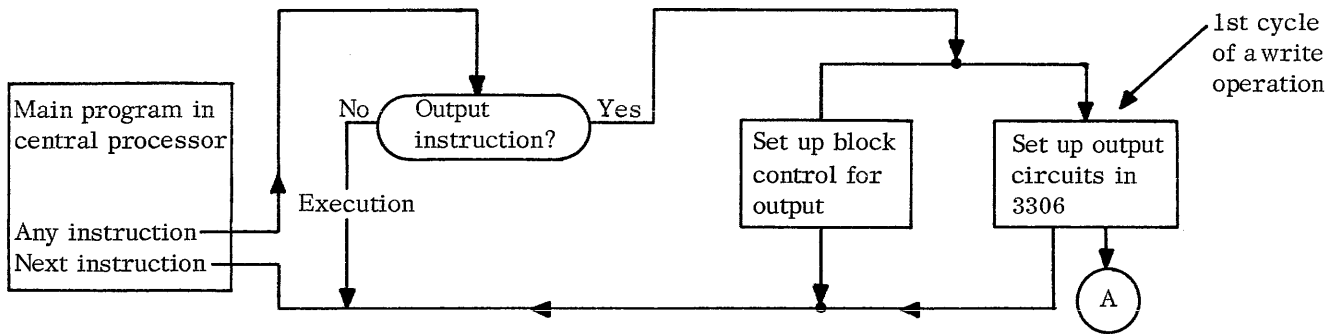 1st cycle
of a write
operation
Main program in
central processor
Any instruction
Next instruction
No
Output
instruction?
Yes
Execution
Set up block
control for
output
Set up output
circuits in
3306
A